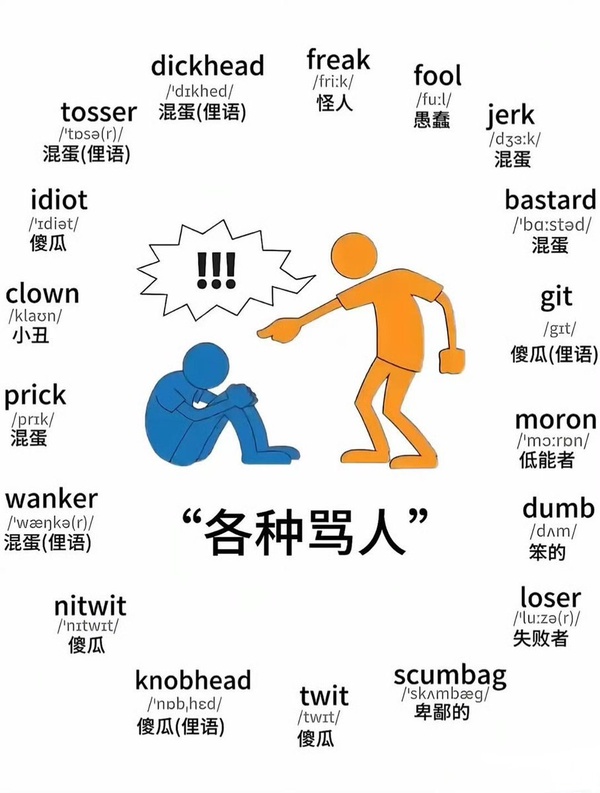 dickhead
/ˈdɪkhed/
混蛋(俚语)
freak
/friːk/
怪人
fool
/fuːl/
愚蠢
jerk
/dʒɜːk/
混蛋
bastard
/ˈbɑːstəd/
混蛋
git
/ɡɪt/
傻瓜(俚语)
moron
/ˈmɔːrɒn/
低能者
dumb
/dʌm/
笨的
loser
/ˈluːzə(r)/
失败者
scumbag
/ˈskʌmbæɡ/
卑鄙的
twit
/twɪt/
傻瓜
knobhead
/ˈnɒbˌhɛd/
傻瓜(俚语)
nitwit
/ˈnɪtwɪt/
傻瓜
wanker
/ˈwæŋkə(r)/
混蛋(俚语)
prick
/prɪk/
混蛋
clown
/klaʊn/
小丑
idiot
/ˈɪdiət/
傻瓜
tosser
/ˈtɒsə(r)/
混蛋(俚语)
!!!
“各种骂人”